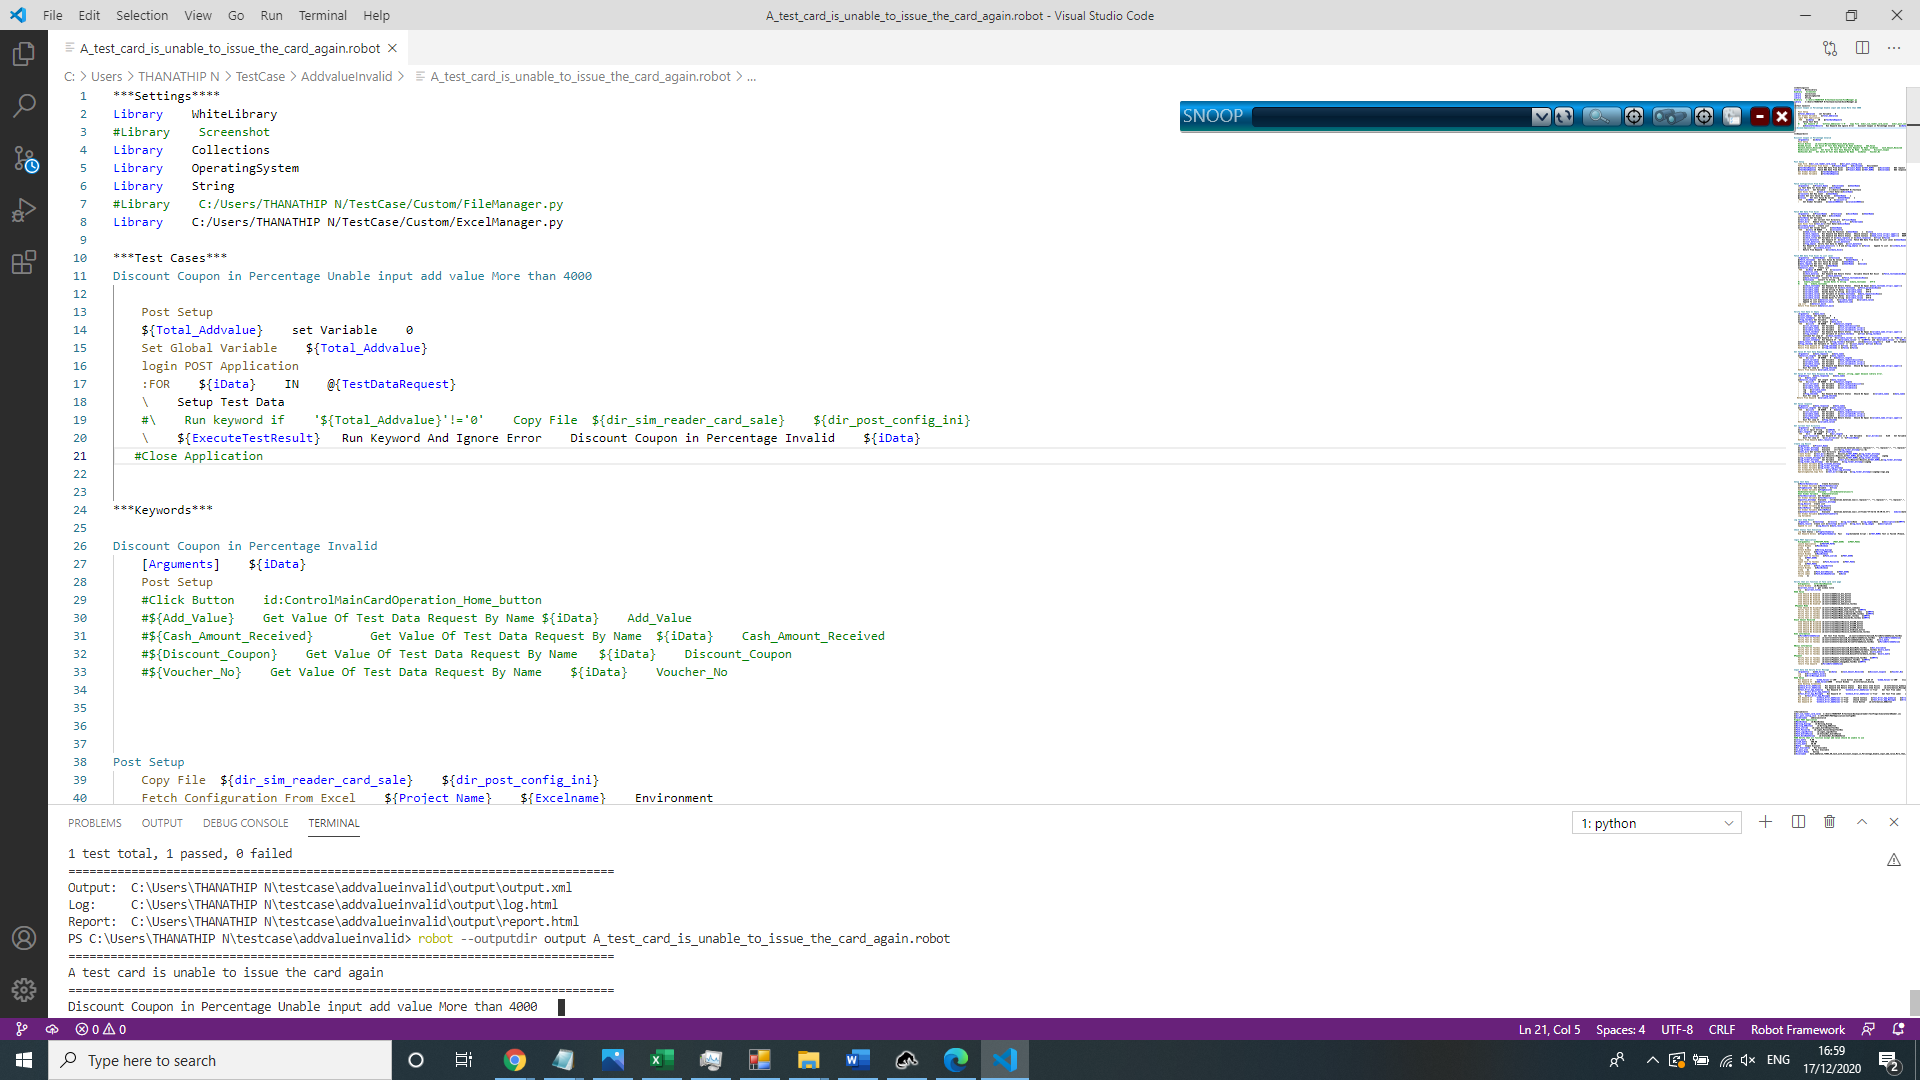 File Edit Selection View Go Run Terminal Help
A_test_card_is_unable_to_issue_the_card_again.robot - Visual Studio Code
A_test_card_is_unable_to_issue_the_card_again.robot
C: > Users > THANATHIP N > TestCase > AddvalueInvalid > A_test_card_is_unable_to_issue_the_card_again.robot > ...
SNOOP
1 ***Settings****
2 Library    WhiteLibrary
3 #Library    Screenshot
4 Library    Collections
5 Library    OperatingSystem
6 Library    String
7 #Library    C:/Users/THANATHIP N/TestCase/Custom/FileManager.py
8 Library    C:/Users/THANATHIP N/TestCase/Custom/ExcelManager.py
9
10 ***Test Cases***
11 Discount Coupon in Percentage Unable input add value More than 4000
12
13 Post Setup
14 ${Total_Addvalue}    set Variable    0
15 Set Global Variable    ${Total_Addvalue}
16 login POST Application
17 :FOR    ${iData}    IN    @{TestDataRequest}
18 \    Setup Test Data
19 #\    Run keyword if    '${Total_Addvalue}'!='0'    Copy File  ${dir_sim_reader_card_sale}    ${dir_post_config_ini}
20 \    ${ExecuteTestResult}   Run Keyword And Ignore Error    Discount Coupon in Percentage Invalid    ${iData}
21 #Close Application
22
23
24 ***Keywords***
25
26 Discount Coupon in Percentage Invalid
27 [Arguments]    ${iData}
28 Post Setup
29 #Click Button    id:ControlMainCardOperation_Home_button
30 #${Add_Value}    Get Value Of Test Data Request By Name ${iData}    Add_Value
31 #${Cash_Amount_Received}        Get Value Of Test Data Request By Name  ${iData}    Cash_Amount_Received
32 #${Discount_Coupon}    Get Value Of Test Data Request By Name   ${iData}    Discount_Coupon
33 #${Voucher_No}    Get Value Of Test Data Request By Name    ${iData}    Voucher_No
34
35
36
37
38 Post Setup
39 Copy File  ${dir_sim_reader_card_sale}    ${dir_post_config_ini}
40 Fetch Configuration From Excel    ${Project_Name}    ${Excelname}    Environment
PROBLEMS OUTPUT DEBUG CONSOLE TERMINAL
1: python
1 test total, 1 passed, 0 failed
==============================================================================
Output:  C:\Users\THANATHIP N\testcase\addvalueinvalid\output\output.xml
Log:     C:\Users\THANATHIP N\testcase\addvalueinvalid\output\log.html
Report:  C:\Users\THANATHIP N\testcase\addvalueinvalid\output\report.html
PS C:\Users\THANATHIP N\testcase\addvalueinvalid> robot --outputdir output A_test_card_is_unable_to_issue_the_card_again.robot
==============================================================================
A test card is unable to issue the card again
==============================================================================
Discount Coupon in Percentage Unable input add value More than 4000
0 0
Ln 21, Col 5 Spaces: 4 UTF-8 CRLF Robot Framework
Type here to search
ENG
16:59
17/12/2020
2